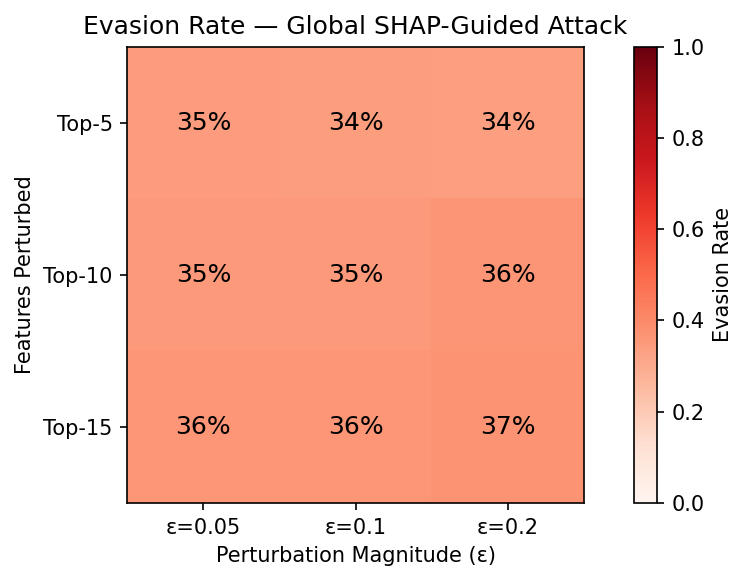 Evasion Rate — Global SHAP-Guided Attack
Features Perturbed
Top-5
35%
34%
34%
Top-10
35%
35%
36%
Top-15
36%
36%
37%
ε=0.05
ε=0.1
ε=0.2
Perturbation Magnitude (ε)
1.0
0.8
0.6
0.4
0.2
0.0
Evasion Rate